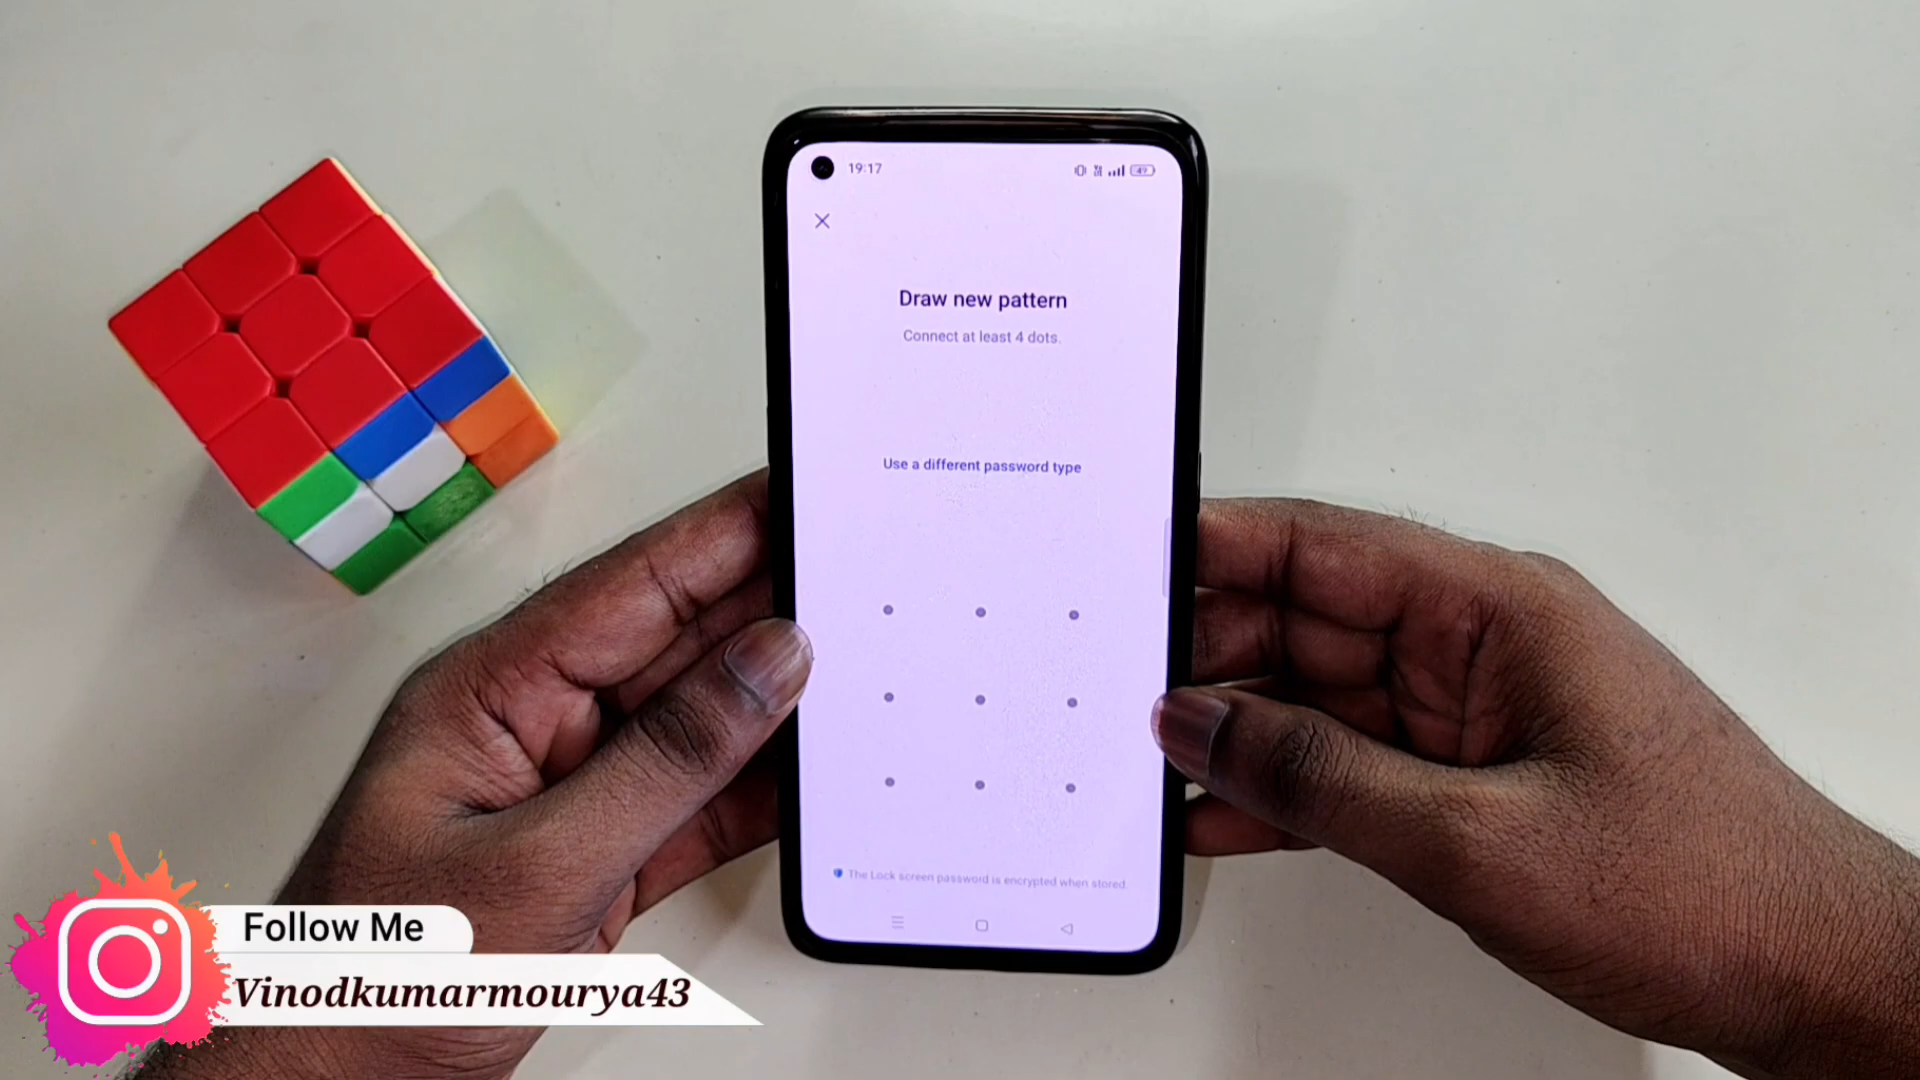 19:17
49
Draw new pattern
Connect at least 4 dots.
Use a different password type
The Lock screen password is encrypted when stored.
Follow Me
Vinodkumarmourya43